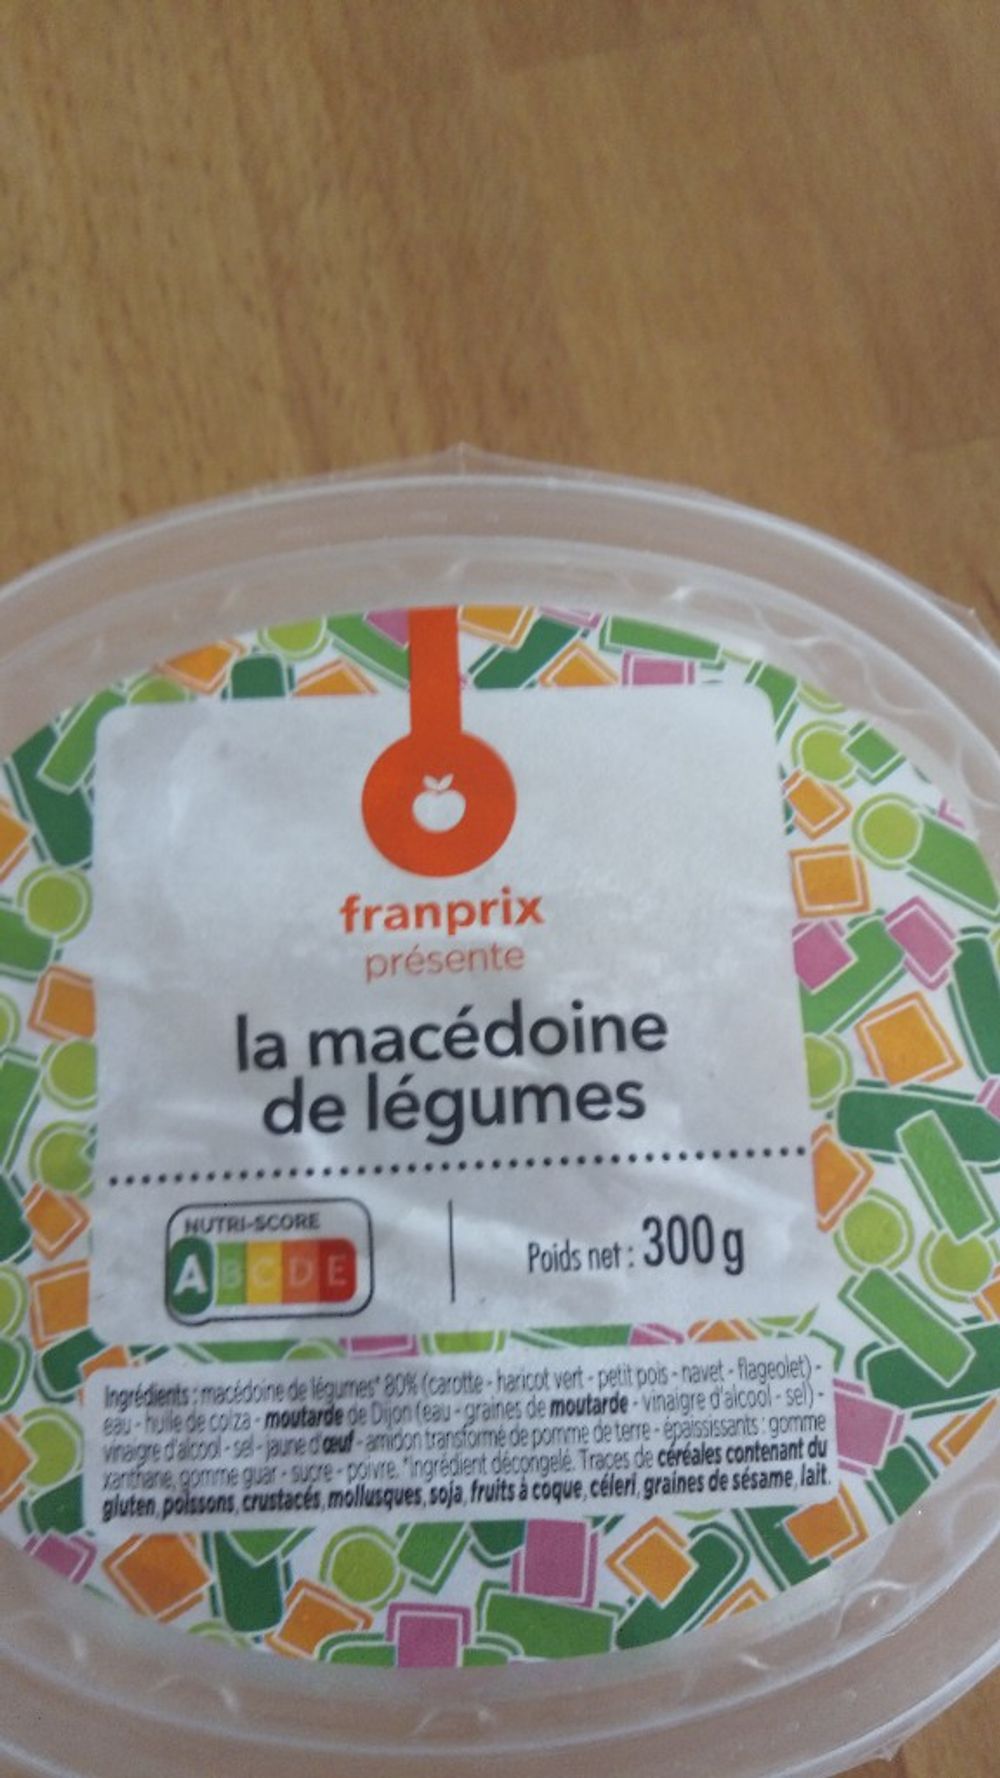 franprix
présente
la macédoine
de légumes
NUTRI-SCORE
A B C D E
Poids net : 300 g
Ingrédients : macédoine de légumes* 80% (carotte - haricot vert - petit pois - navet - flageolet) -
eau - huile de colza - moutarde de Dijon (eau - graines de moutarde - vinaigre d'alcool - sel) -
vinaigre d'alcool - sel - jaune d'œuf - amidon transformé de pomme de terre - épaississants : gomme
xanthane, gomme guar - sucre - poivre. *Ingrédient décongelé. Traces de céréales contenant du
gluten, poissons, crustacés, mollusques, soja, fruits à coque, céleri, graines de sésame, lait.